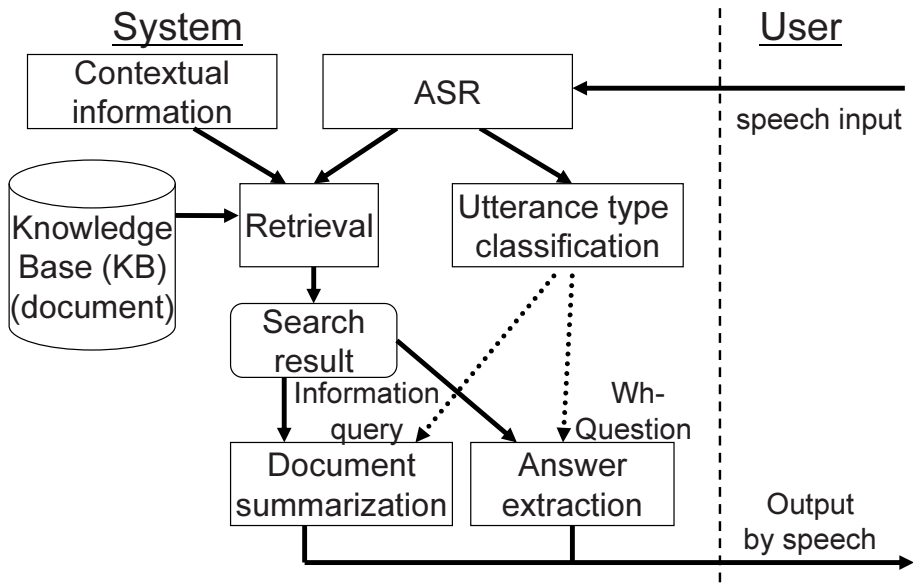 System
User
Contextual
information
ASR
speech input
Knowledge
Base (KB)
(document)
Retrieval
Utterance type
classification
Search
result
Information
query
Wh-
Question
Document
summarization
Answer
extraction
Output
by speech